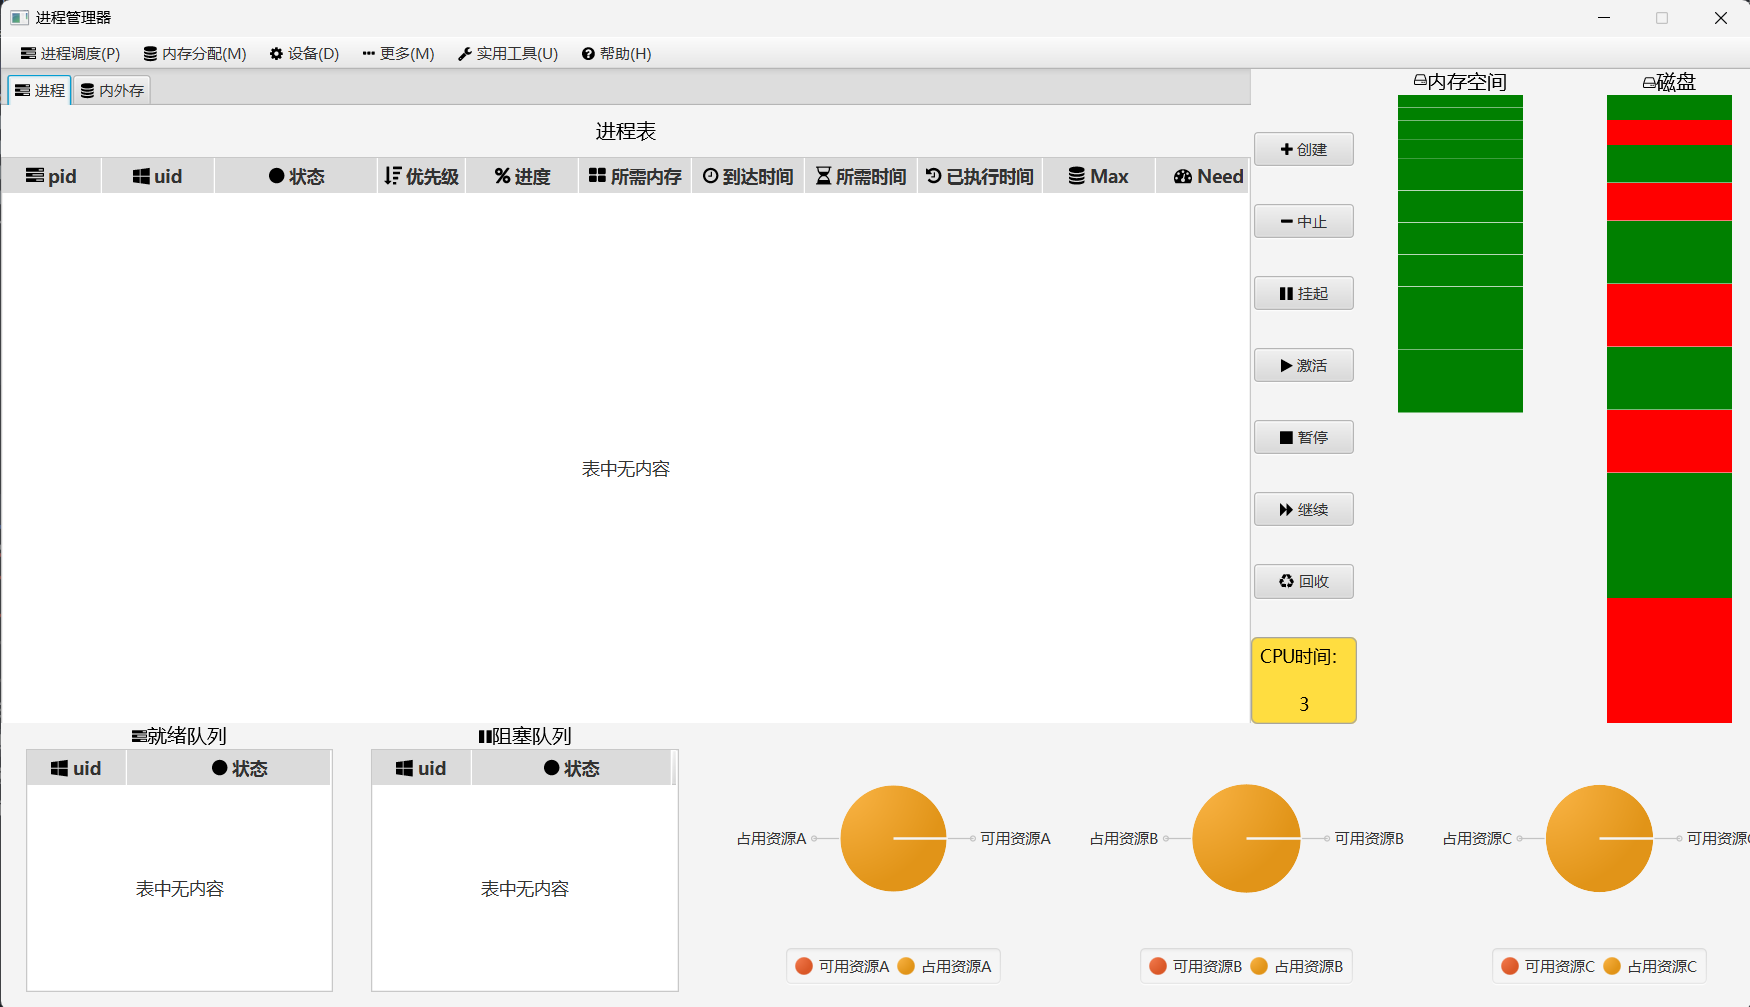 进程管理器
进程调度(P) 内存分配(M) 设备(D) 更多(M) 实用工具(U) 帮助(H)
进程 内外存
进程表
pid uid 状态 优先级 进度 所需内存 到达时间 所需时间 已执行时间 Max Need
表中无内容
创建
中止
挂起
激活
暂停
继续
回收
CPU时间:
3
内存空间
磁盘
就绪队列
uid 状态
表中无内容
阻塞队列
uid 状态
表中无内容
占用资源A 可用资源A
可用资源A 占用资源A
占用资源B 可用资源B
可用资源B 占用资源B
占用资源C 可用资源C
可用资源C 占用资源C